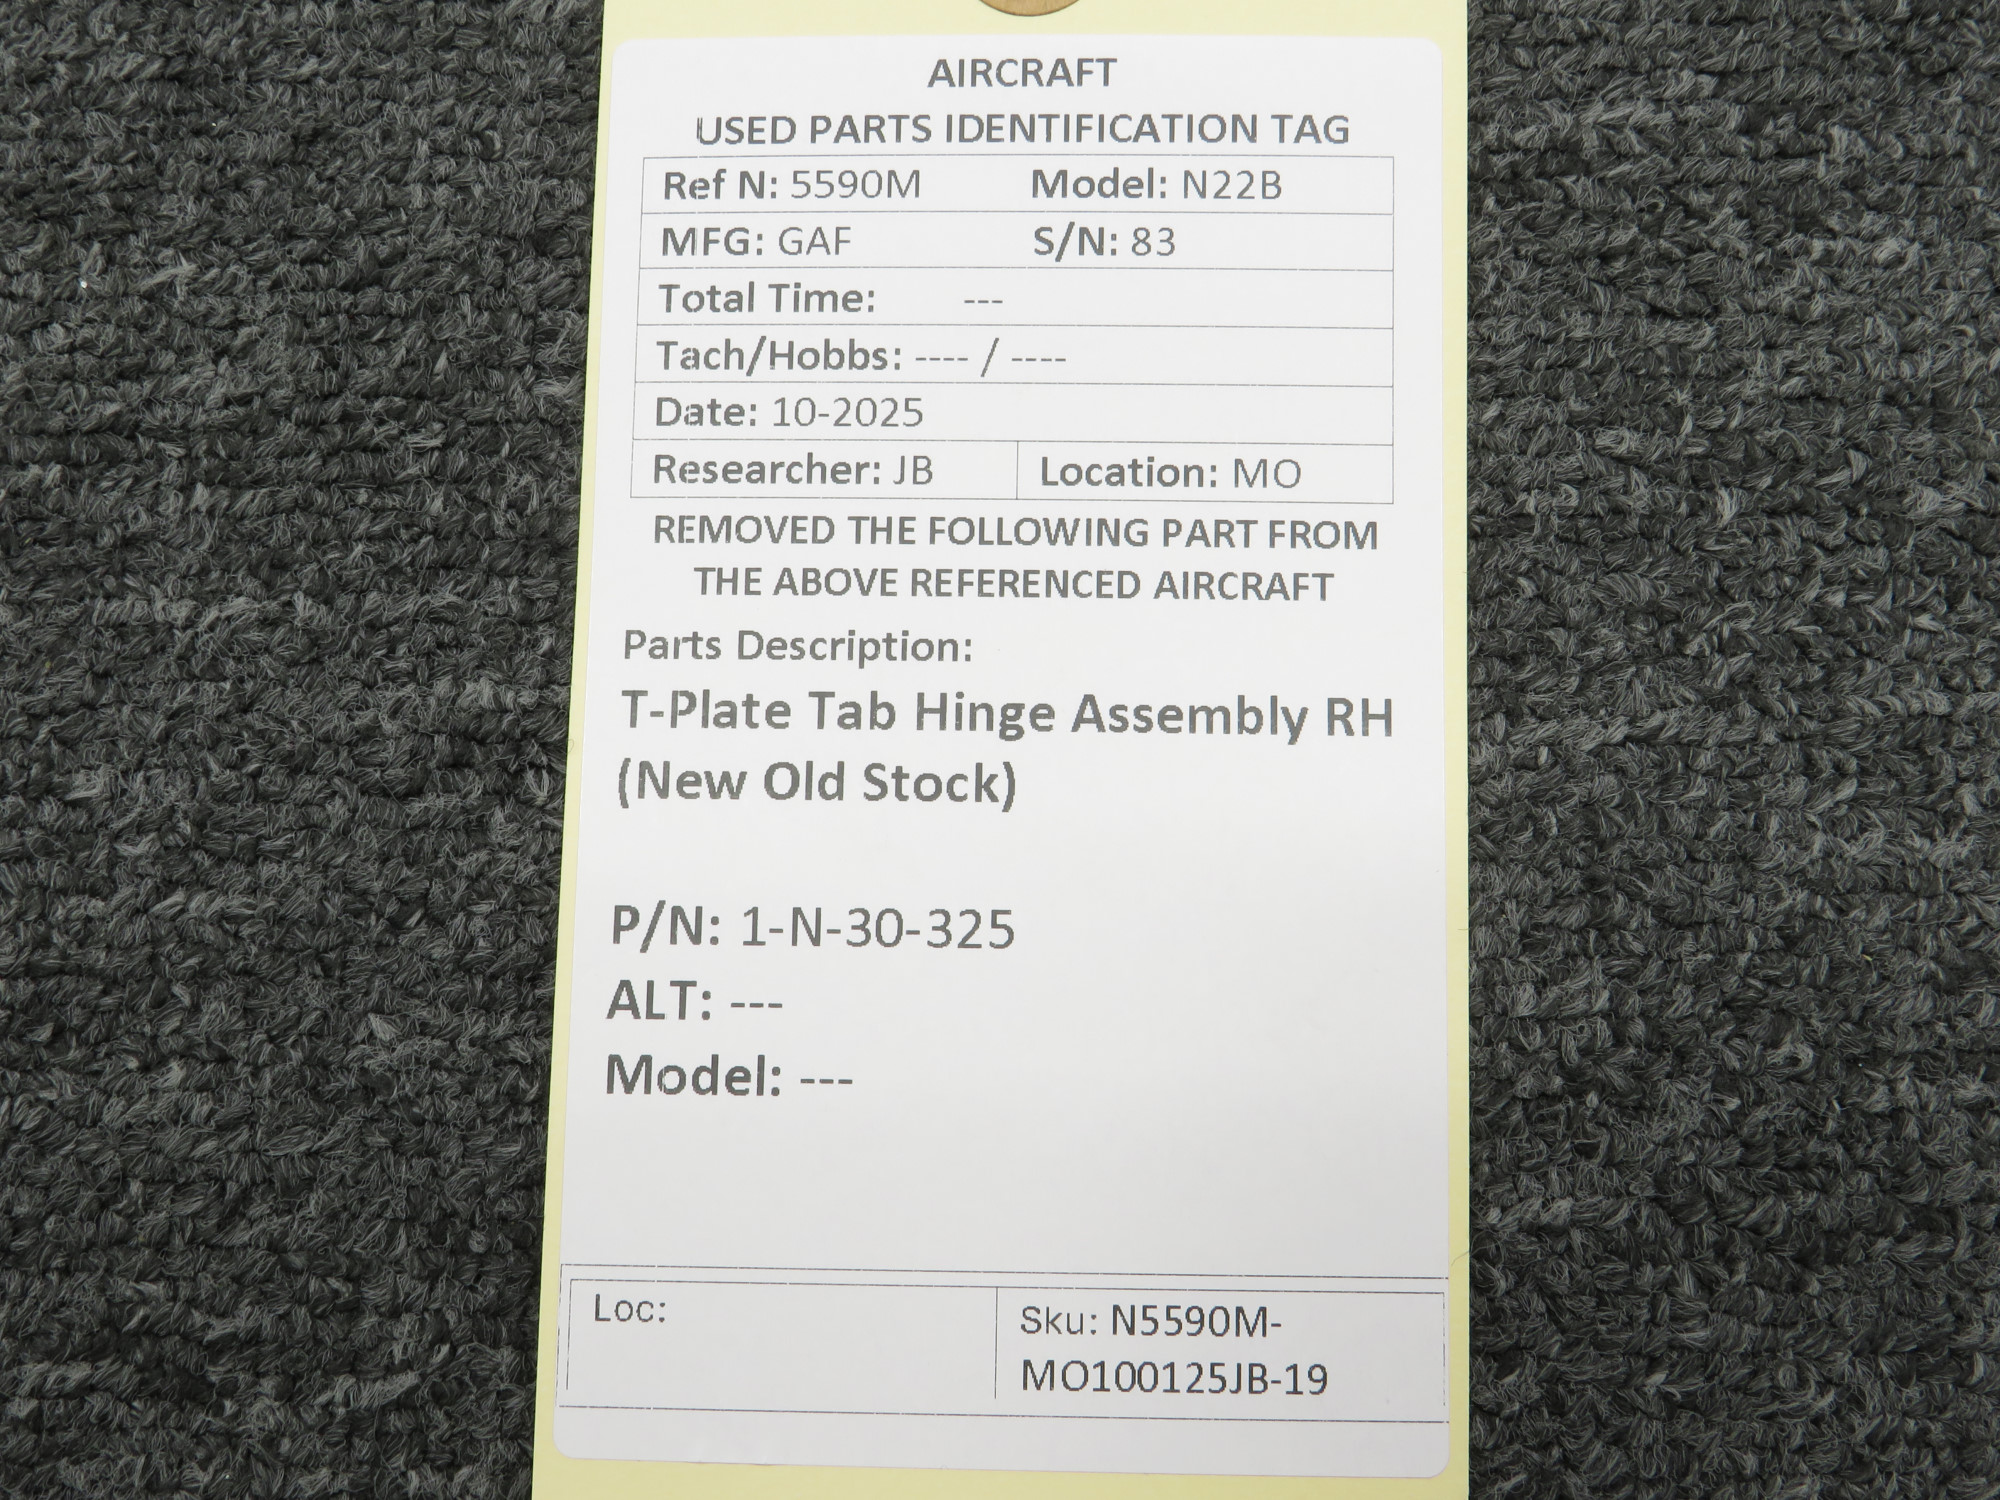 AIRCRAFT
USED PARTS IDENTIFICATION TAG
Ref N: 5590M Model: N22B
MFG: GAF S/N: 83
Total Time: ---
Tach/Hobbs: ---- / ----
Date: 10-2025
Researcher: JB Location: MO
REMOVED THE FOLLOWING PART FROM
THE ABOVE REFERENCED AIRCRAFT
Parts Description:
T-Plate Tab Hinge Assembly RH
(New Old Stock)
P/N: 1-N-30-325
ALT: ---
Model: ---
Loc:
Sku: N5590M-
MO100125JB-19